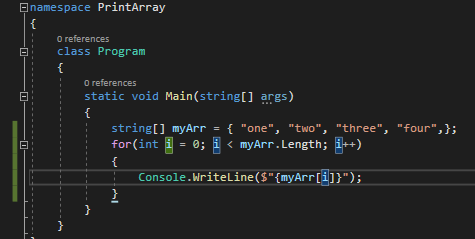 namespace PrintArray
{
0 references
class Program
{
0 references
static void Main(string[] args)
{
string[] myArr = { "one", "two", "three", "four",};
for(int i = 0; i < myArr.Length; i++)
{
Console.WriteLine($"{myArr[i]}");
}
}
}